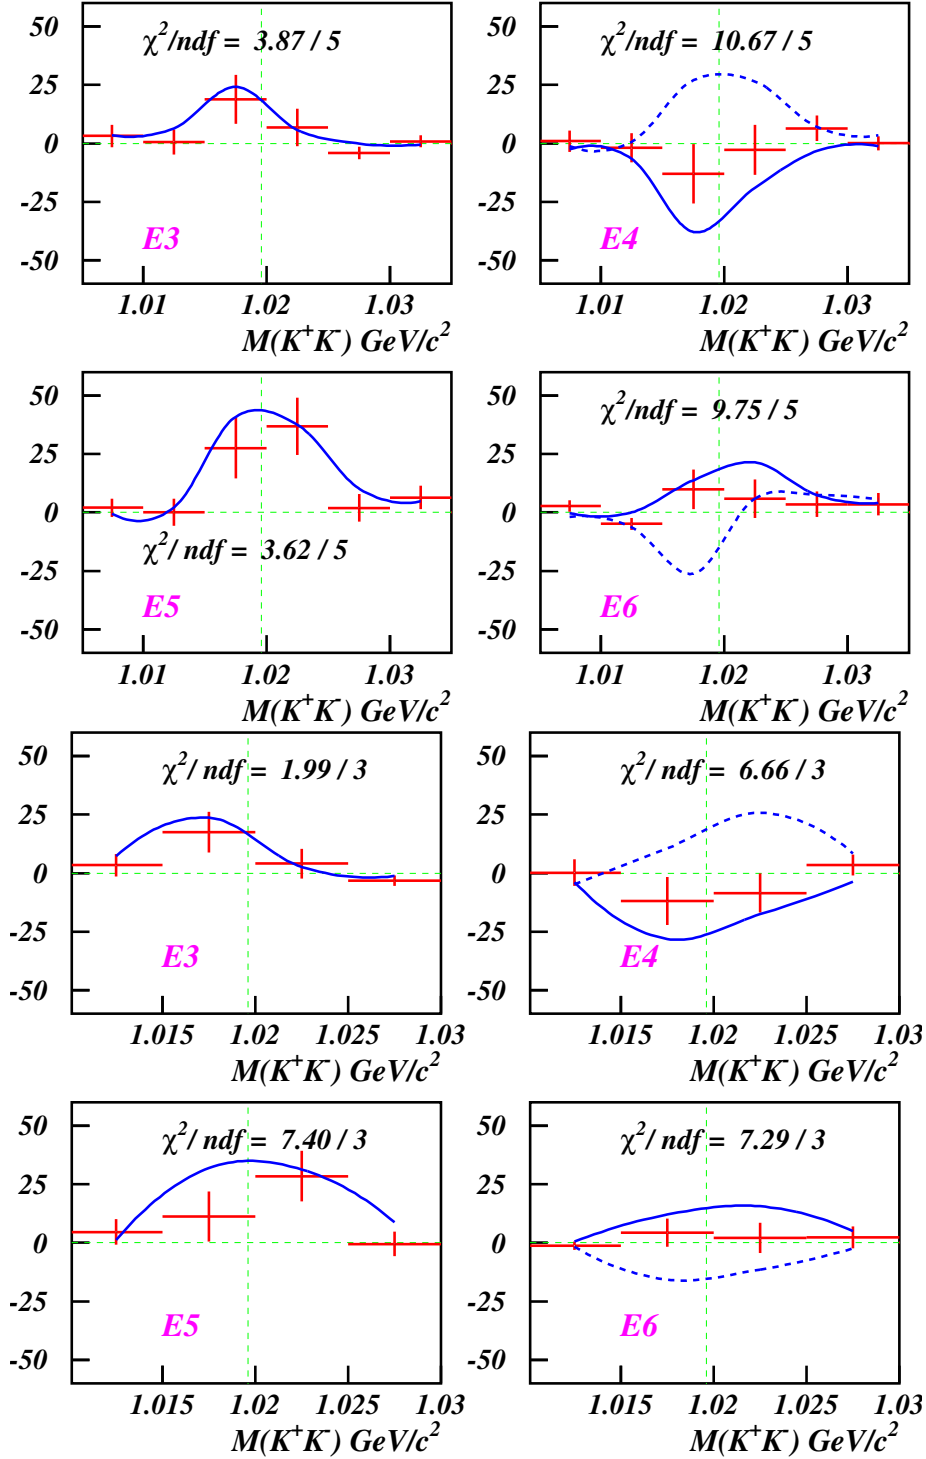 50
25
0
-25
-50
χ²/ndf = 3.87 / 5
E3
1.01 1.02 1.03
M(K⁺K⁻) GeV/c²
50
25
0
-25
-50
χ²/ndf = 10.67 / 5
E4
1.01 1.02 1.03
M(K⁺K⁻) GeV/c²
50
25
0
-25
-50
χ²/ ndf = 3.62 / 5
E5
1.01 1.02 1.03
M(K⁺K⁻) GeV/c²
50
25
0
-25
-50
χ²/ndf = 9.75 / 5
E6
1.01 1.02 1.03
M(K⁺K⁻) GeV/c²
50
25
0
-25
-50
χ²/ ndf = 1.99 / 3
E3
1.015 1.02 1.025 1.03
M(K⁺K⁻) GeV/c²
50
25
0
-25
-50
χ²/ ndf = 6.66 / 3
E4
1.015 1.02 1.025 1.03
M(K⁺K⁻) GeV/c²
50
25
0
-25
-50
χ²/ ndf = 7.40 / 3
E5
1.015 1.02 1.025 1.03
M(K⁺K⁻) GeV/c²
50
25
0
-25
-50
χ²/ ndf = 7.29 / 3
E6
1.015 1.02 1.025 1.03
M(K⁺K⁻) GeV/c²